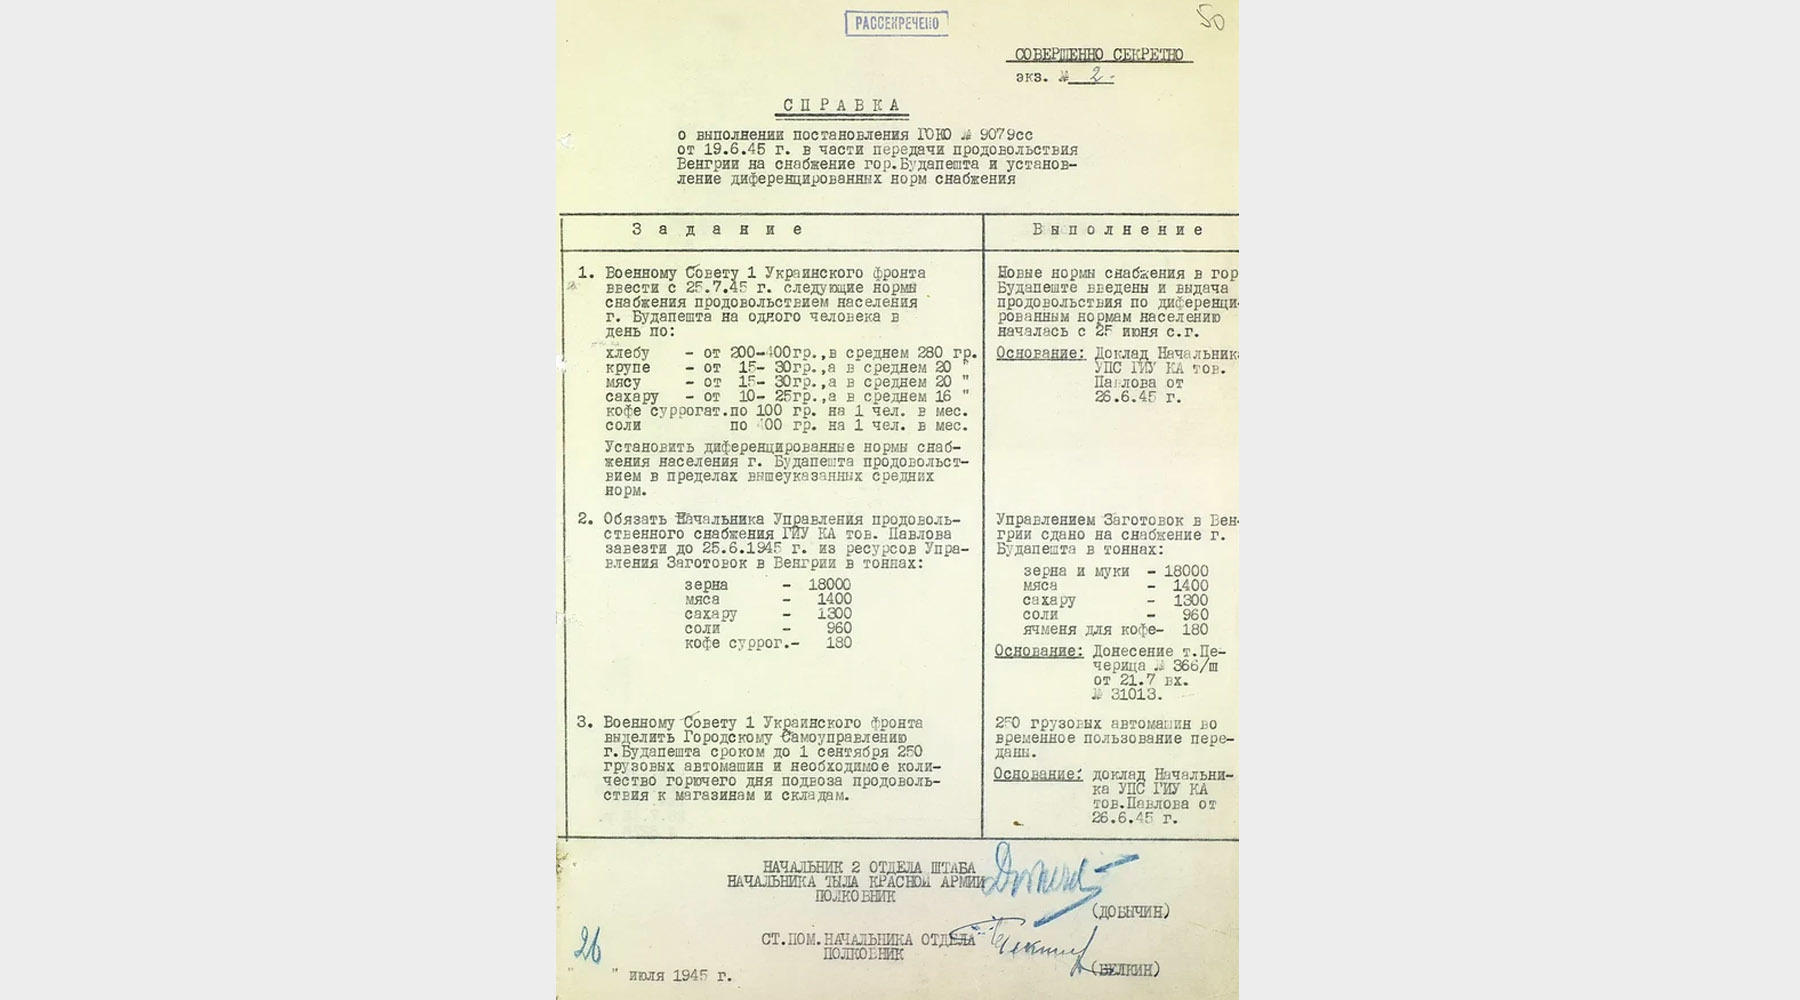 РАССЕКРЕЧЕНО
50
СОВЕРШЕННО СЕКРЕТНО
экз. № 2.
СПРАВКА
о выполнении постановления ГОКО № 9079сс
от 19.6.45 г. в части передачи продовольствия
Венгрии на снабжение гор.Будапешта и установ-
ление диференцированных норм снабжения
Задание
1. Военному Совету 1 Украинского фронта
ввести с 25.7.45 г. следующие нормы
снабжения продовольствием населения
г. Будапешта на одного человека в
день по:
хлебу - от 200-400гр.,в среднем 280 гр.
крупе - от 15- 30гр.,а в среднем 20 "
мясу - от 15- 30гр.,а в среднем 20 "
сахару - от 10- 25гр.,а в среднем 16 "
кофе суррогат.по 100 гр. на 1 чел. в мес.
соли по 400 гр. на 1 чел. в мес.
Установить диференцированные нормы снаб-
жения населения г. Будапешта продовольст-
вием в пределах вышеуказанных средних
норм.
Выполнение
Новые нормы снабжения в гор
Будапеште введены и выдача
продовольствия по диференци-
рованным нормам населению
началась с 25 июня с.г.
Основание: Доклад Начальник
УПС ГИУ КА тов.
Павлова от
26.6.45 г.
2. Обязать Начальника Управления продоволь-
ственного снабжения ГИУ КА тов. Павлова
завезти до 25.6.1945 г. из ресурсов Упра-
вления Заготовок в Венгрии в тоннах:
зерна - 18000
мяса - 1400
сахару - 1300
соли - 960
кофе суррог.- 180
Управлением Заготовок в Вен-
грии сдано на снабжение г.
Будапешта в тоннах:
зерна и муки - 18000
мяса - 1400
сахару - 1300
соли - 960
ячменя для кофе- 180
Основание: Донесение т.Пе-
черица № 366/ш
от 21.7 вх.
№ 31013.
3. Военному Совету 1 Украинского фронта
выделить Городскому Самоуправлению
г.Будапешта сроком до 1 сентября 250
грузовых автомашин и необходимое коли-
чество горючего дня подвоза продоволь-
ствия к магазинам и складам.
250 грузовых автомашин во
временное пользование пере-
даны.
Основание: доклад Начальни-
ка УПС ГИУ КА
тов.Павлова от
26.6.45 г.
НАЧАЛЬНИК 2 ОТДЕЛА ШТАБА
НАЧАЛЬНИКА ТЫЛА КРАСНОЙ АРМИИ
ПОЛКОВНИК
(ДОБЫЧИН)
СТ.ПОМ.НАЧАЛЬНИКА ОТДЕЛА
ПОЛКОВНИК
(БЕЛКИН)
26
" " июля 1945 г.